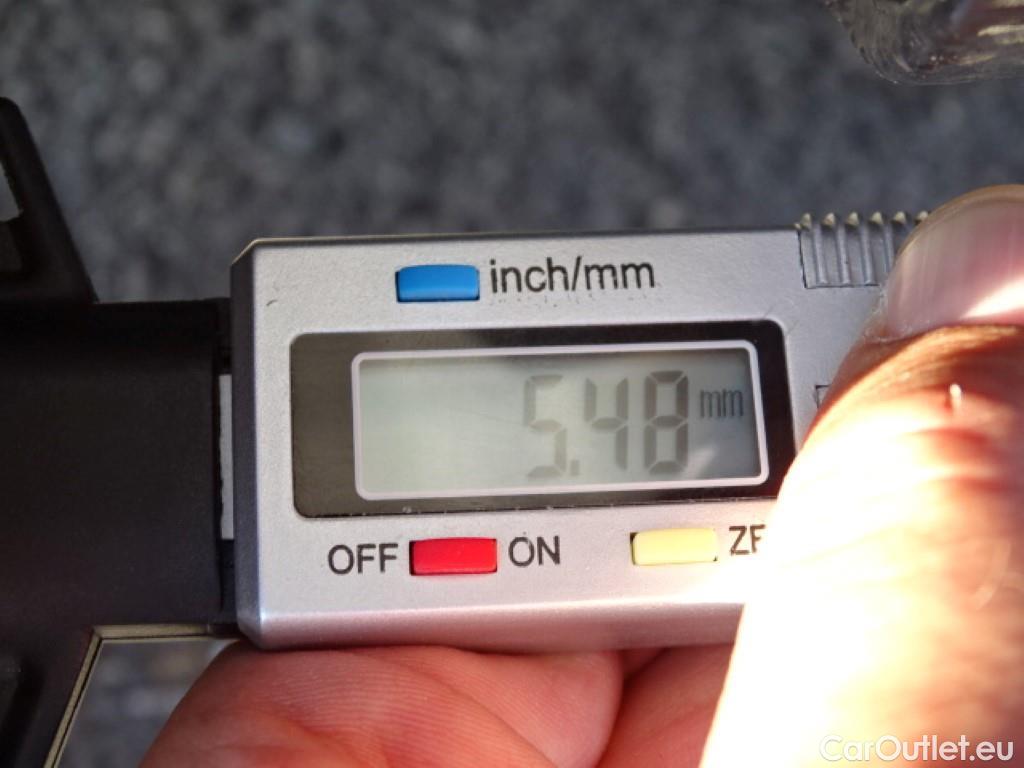 inch/mm
5.48 mm
OFF ON
CarOutlet.eu